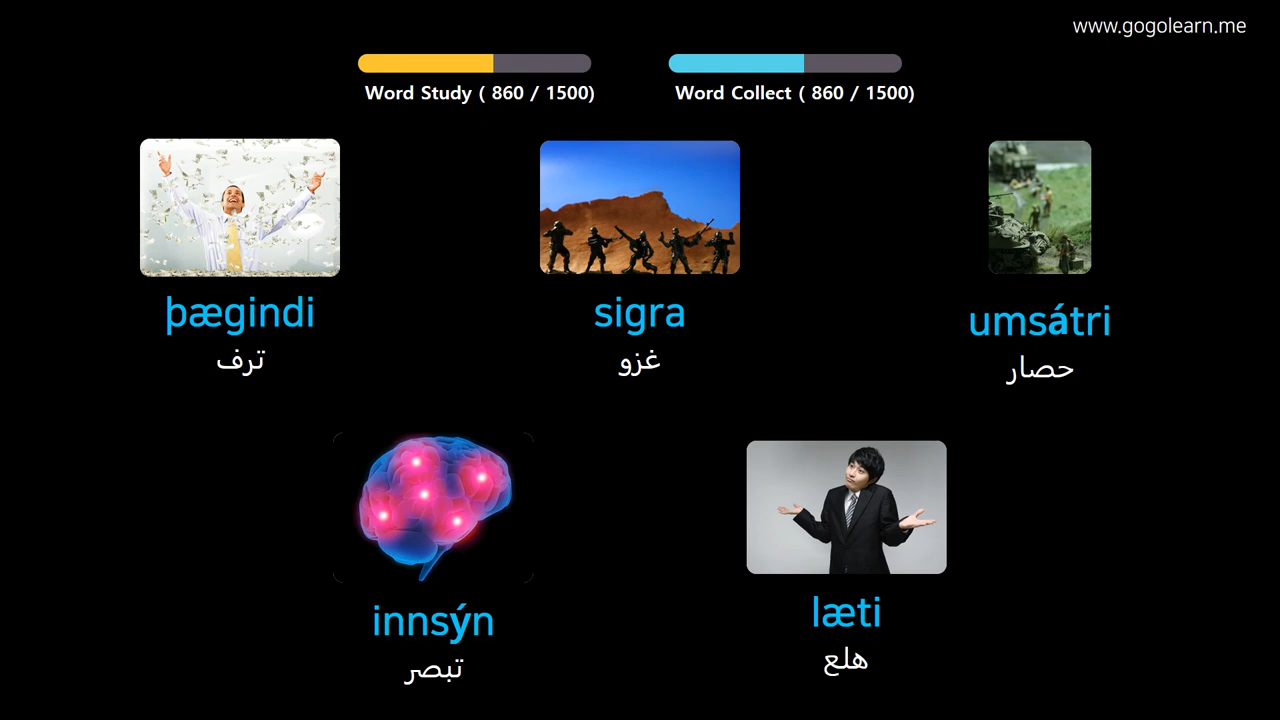 www.gogolearn.me
Word Study ( 860 / 1500)
Word Collect ( 860 / 1500)
þægindi
ترف
sigra
غزو
umsátri
حصار
innsýn
تبصر
læti
هلع